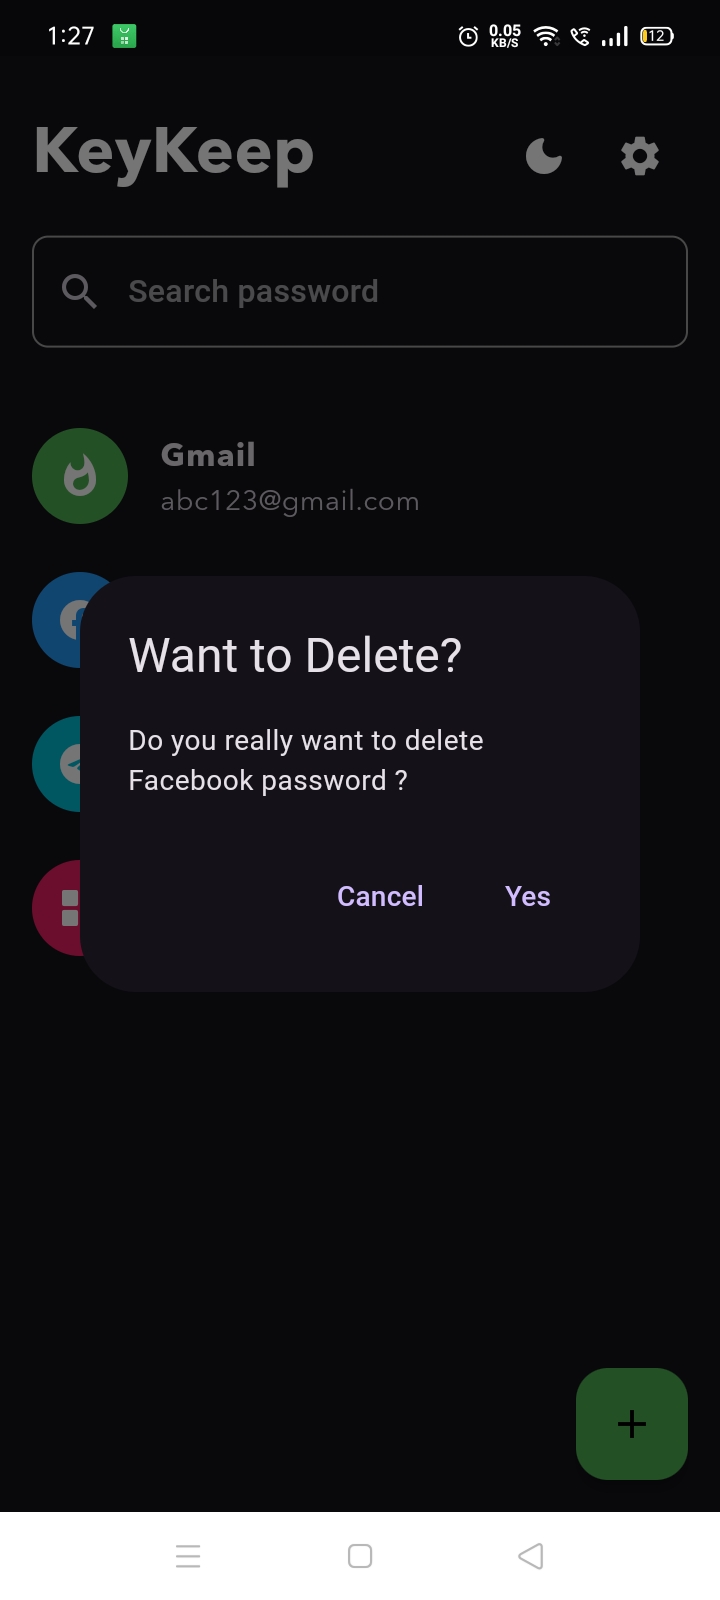 1:27
0.05
KB/S
12
KeyKeep
Search password
Gmail
abc123@gmail.com
Want to Delete?
Do you really want to delete
Facebook password ?
Cancel
Yes